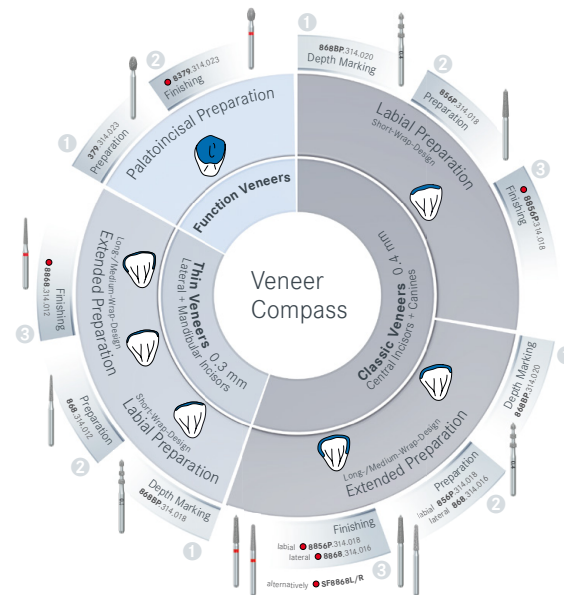 Veneer
Compass
Classic Veneers 0.4 mm
Central Incisors + Canines
Thin Veneers 0.3 mm
Lateral + Mandibular Incisors
Function Veneers
Labial Preparation
Short-Wrap-Design
1
868BP.314.020
Depth Marking
2
856P.314.018
Preparation
3
8856P.314.018
Finishing
Long-/Medium-Wrap-Design
Extended Preparation
Depth Marking
868BP.314.020
2
Preparation
labial 856P.314.018
lateral 868.314.016
3
Finishing
labial 8856P.314.018
lateral 8868.314.016
alternatively SF8868L/R
Short-Wrap-Design
Labial Preparation
1
Depth Marking
868BP.314.018
2
Preparation
868.314.012
Long-/Medium-Wrap-Design
Extended Preparation
3
Finishing
8868.314.012
Palatoincisal Preparation
1
379.314.023
Preparation
2
8379.314.023
Finishing